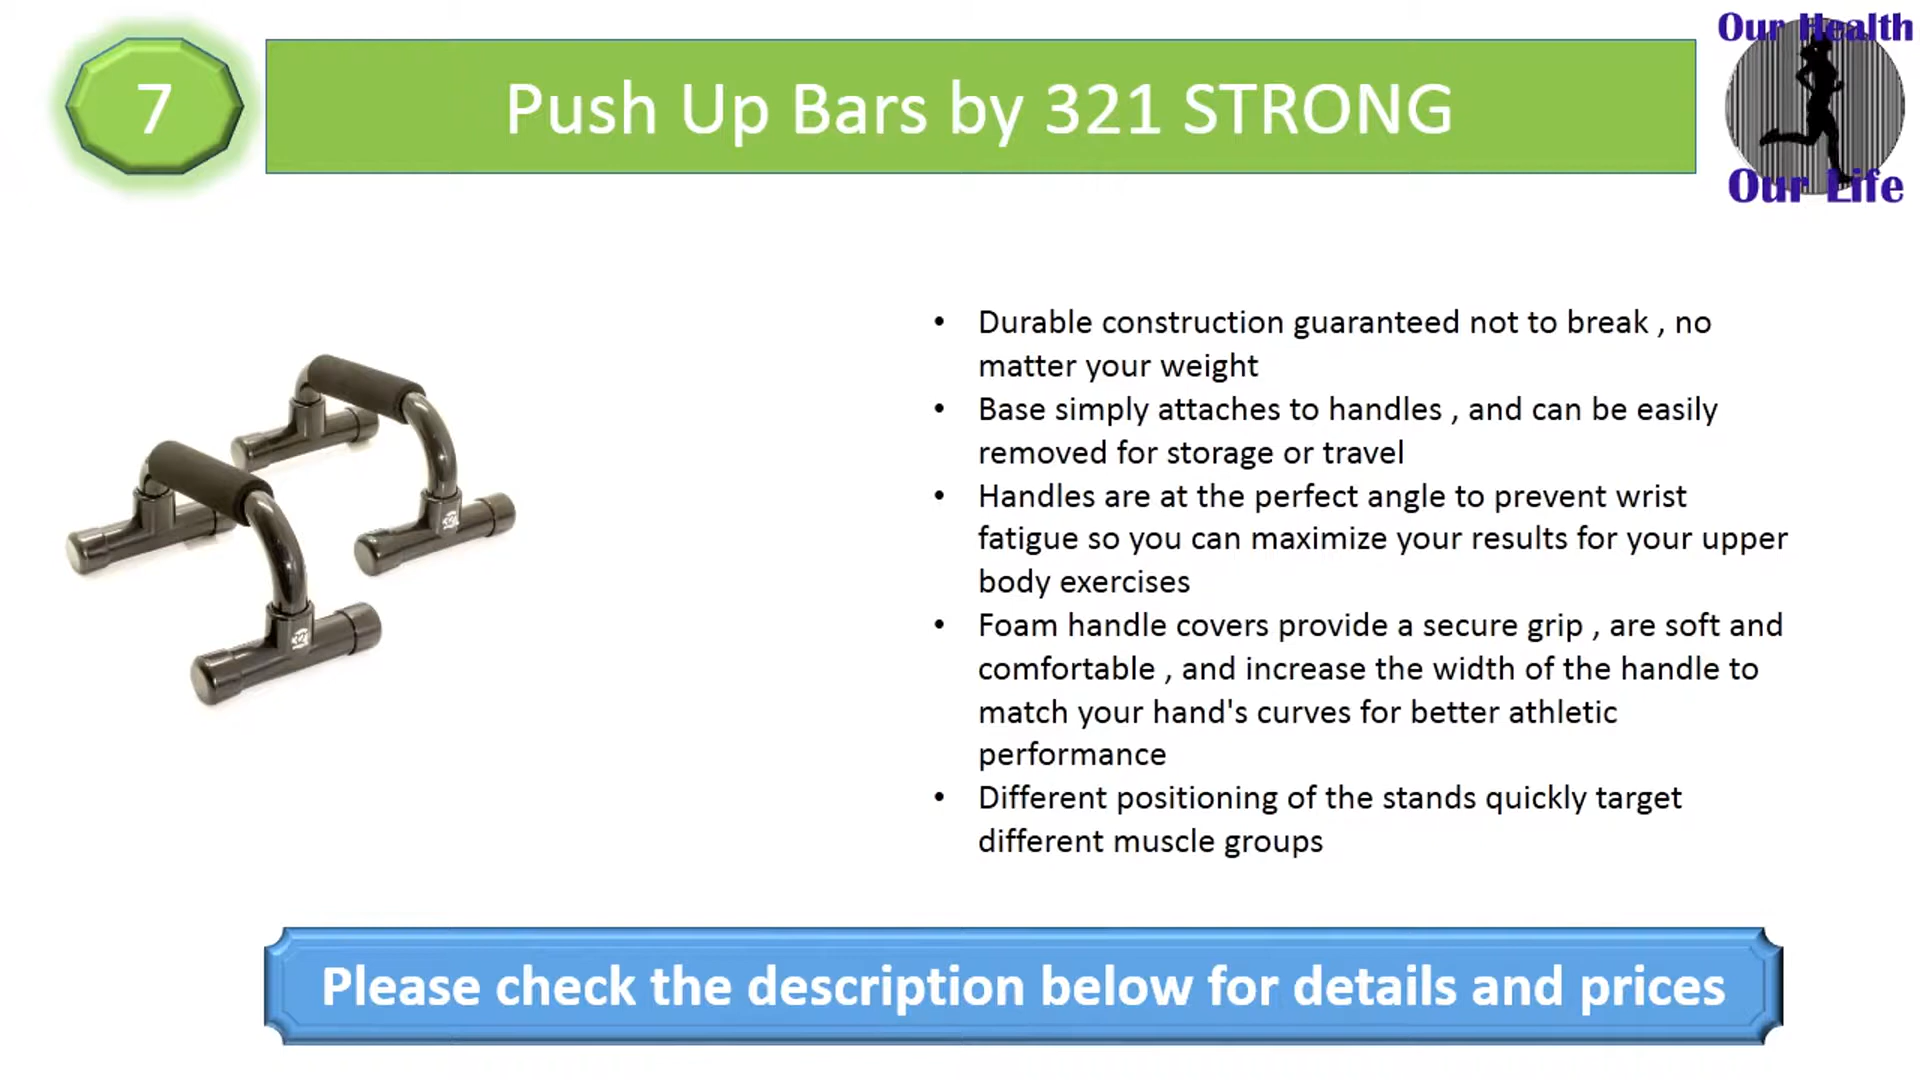 7
Push Up Bars by 321 STRONG
Our Health
Our Life
• Durable construction guaranteed not to break , no
matter your weight
• Base simply attaches to handles , and can be easily
removed for storage or travel
• Handles are at the perfect angle to prevent wrist
fatigue so you can maximize your results for your upper
body exercises
• Foam handle covers provide a secure grip , are soft and
comfortable , and increase the width of the handle to
match your hand's curves for better athletic
performance
• Different positioning of the stands quickly target
different muscle groups
321
321
Please check the description below for details and prices